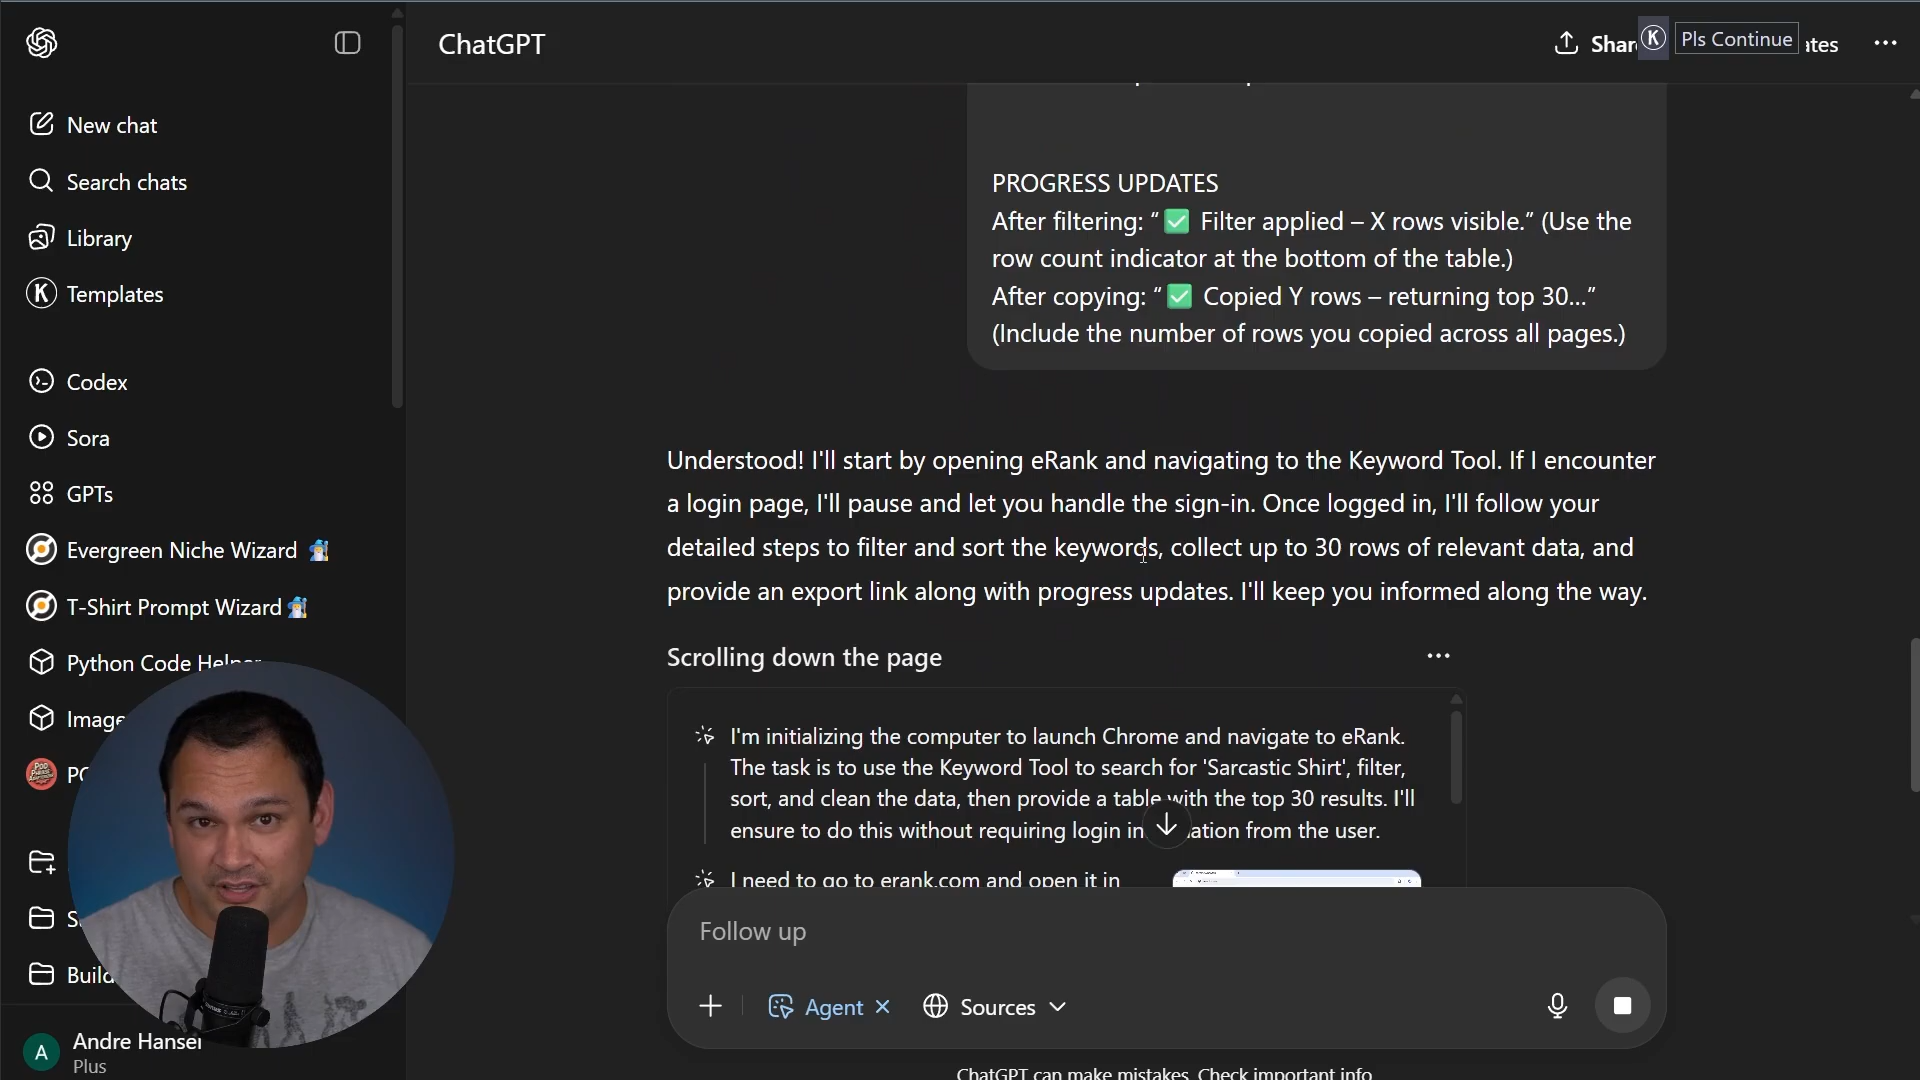 ChatGPT
Shar
K
Pls Continue
ates
New chat
Search chats
Library
K
Templates
Codex
Sora
GPTs
Evergreen Niche Wizard
T-Shirt Prompt Wizard
Python Code Helper
Image
PO
S
Build
A
Andre Hansen
Plus
PROGRESS UPDATES
After filtering: “✅ Filter applied – X rows visible.” (Use the
row count indicator at the bottom of the table.)
After copying: “✅ Copied Y rows – returning top 30...”
(Include the number of rows you copied across all pages.)
Understood! I'll start by opening eRank and navigating to the Keyword Tool. If I encounter
a login page, I'll pause and let you handle the sign-in. Once logged in, I'll follow your
detailed steps to filter and sort the keywords, collect up to 30 rows of relevant data, and
provide an export link along with progress updates. I'll keep you informed along the way.
Scrolling down the page
I'm initializing the computer to launch Chrome and navigate to eRank.
The task is to use the Keyword Tool to search for 'Sarcastic Shirt', filter,
sort, and clean the data, then provide a table with the top 30 results. I'll
ensure to do this without requiring login in ation from the user.
I need to go to erank.com and open it in
Follow up
Agent
Sources
ChatGPT can make mistakes. Check important info.